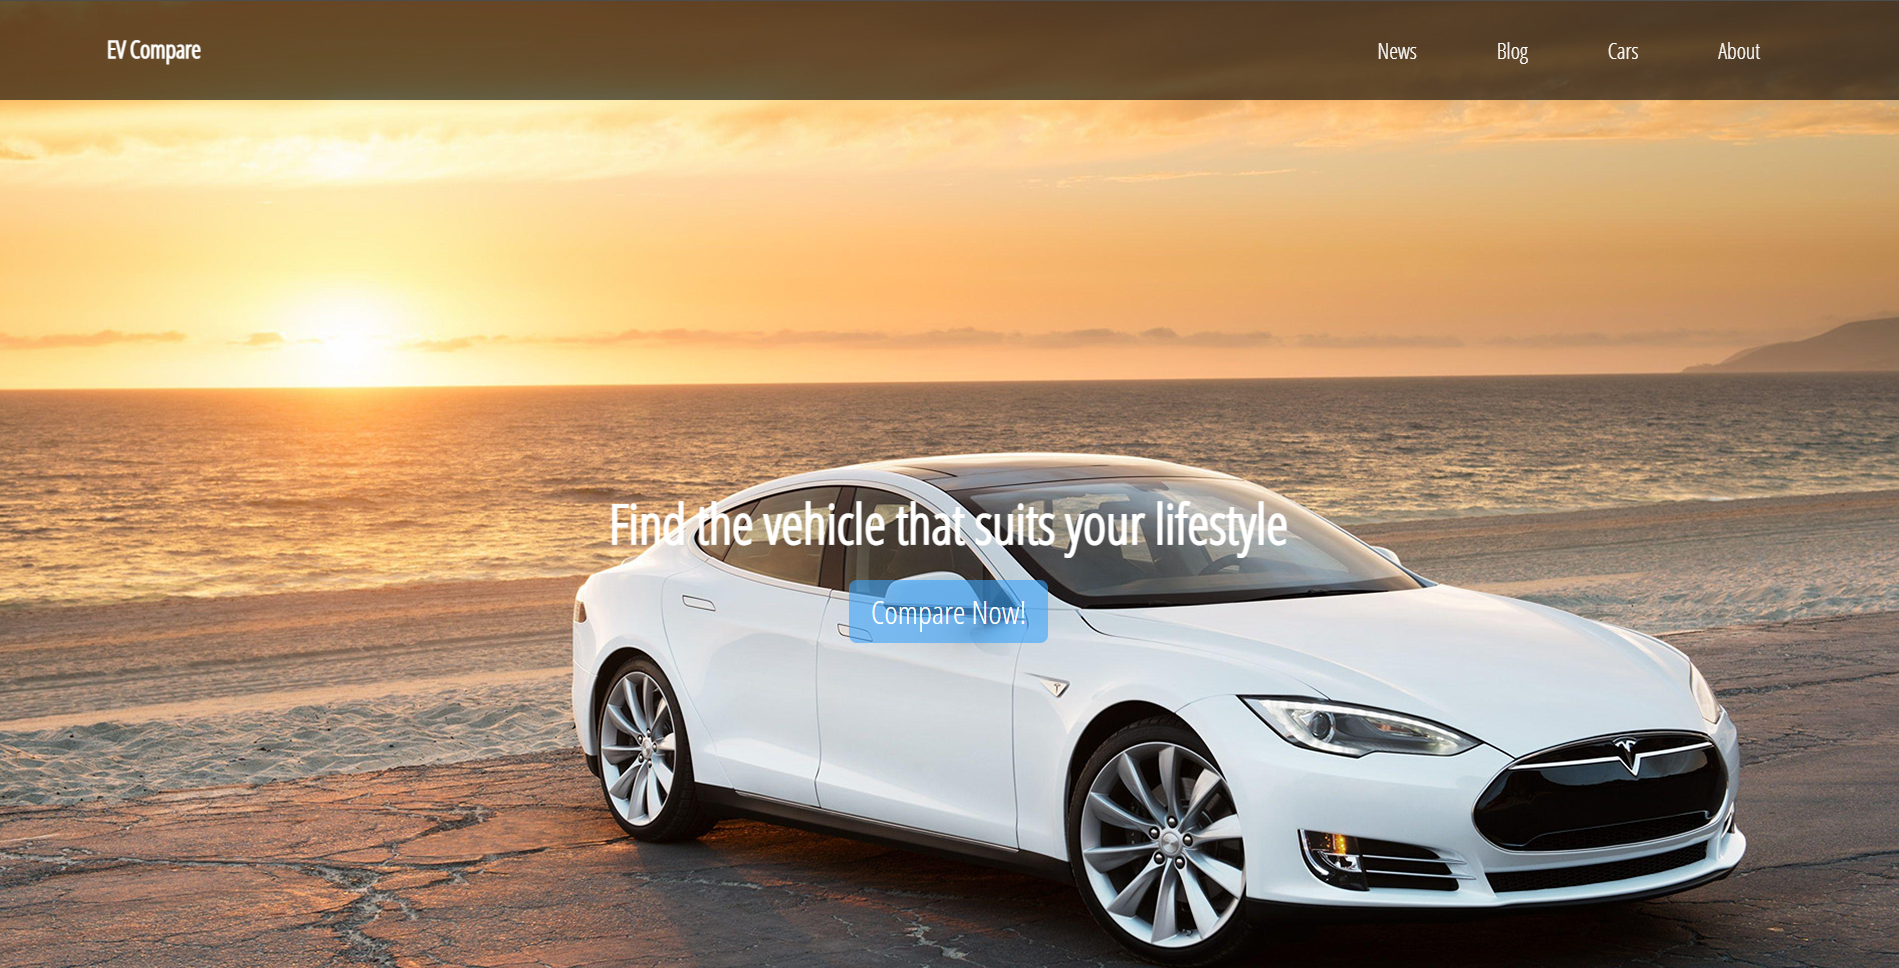 EV Compare
News Blog Cars About
Find the vehicle that suits your lifestyle
Compare Now!